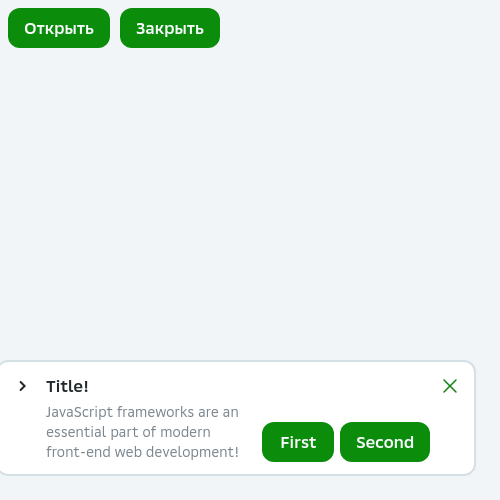 Открыть Закрыть
Title!
JavaScript frameworks are an
essential part of modern
front-end web development!
First Second